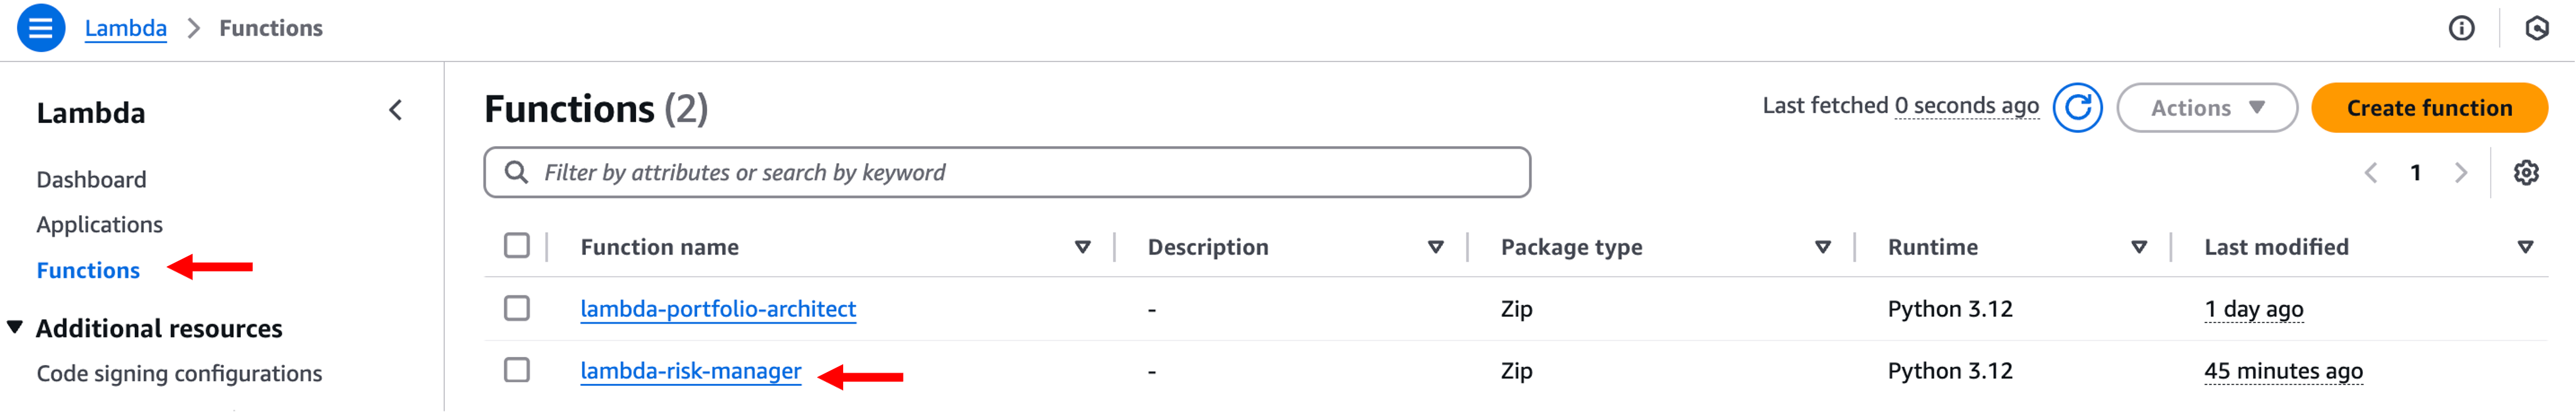 Lambda > Functions
Lambda
Dashboard
Applications
Functions
Additional resources
Code signing configurations
Functions (2)
Last fetched 0 seconds ago
Actions
Create function
Filter by attributes or search by keyword
1
Function name Description Package type Runtime Last modified
lambda-portfolio-architect - Zip Python 3.12 1 day ago
lambda-risk-manager - Zip Python 3.12 45 minutes ago